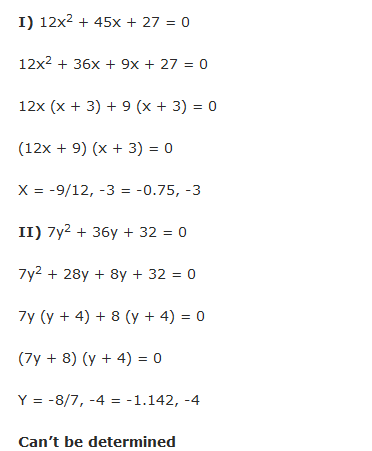 I) 12x² + 45x + 27 = 0
12x² + 36x + 9x + 27 = 0
12x (x + 3) + 9 (x + 3) = 0
(12x + 9) (x + 3) = 0
X = -9/12, -3 = -0.75, -3
II) 7y² + 36y + 32 = 0
7y² + 28y + 8y + 32 = 0
7y (y + 4) + 8 (y + 4) = 0
(7y + 8) (y + 4) = 0
Y = -8/7, -4 = -1.142, -4
Can’t be determined